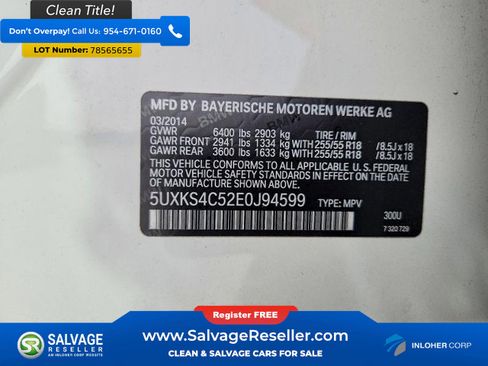 Clean Title!
Don't Overpay! Call Us: 954-671-0160
LOT Number 78565655
MFD BY BAYERISCHE MOTOREN WERKE AG
03/2014
GVWR 6400 lbs 2903 kg TIRE / RIM
GAWR FRONT 2941 lbs 1334 kg WITH 255/55 R18 /8.5J x 18
GAWR REAR 3600 lbs 1633 kg WITH 255/55 R18 /8.5J x 18
THIS VEHICLE CONFORMS TO ALL APPLICABLE U.S. FEDERAL
MOTOR VEHICLE SAFETY STANDARDS IN EFFECT ON THE DATE
OF MANUFACTURE SHOWN ABOVE.
5UXKS4C52E0J94599 TYPE: MPV
300U
7 320 729
Register FREE
www.SalvageReseller.com
CLEAN & SALVAGE CARS FOR SALE
SALVAGE
RESELLER
AN INLOHER CORP WEBSITE
INLOHER CORP